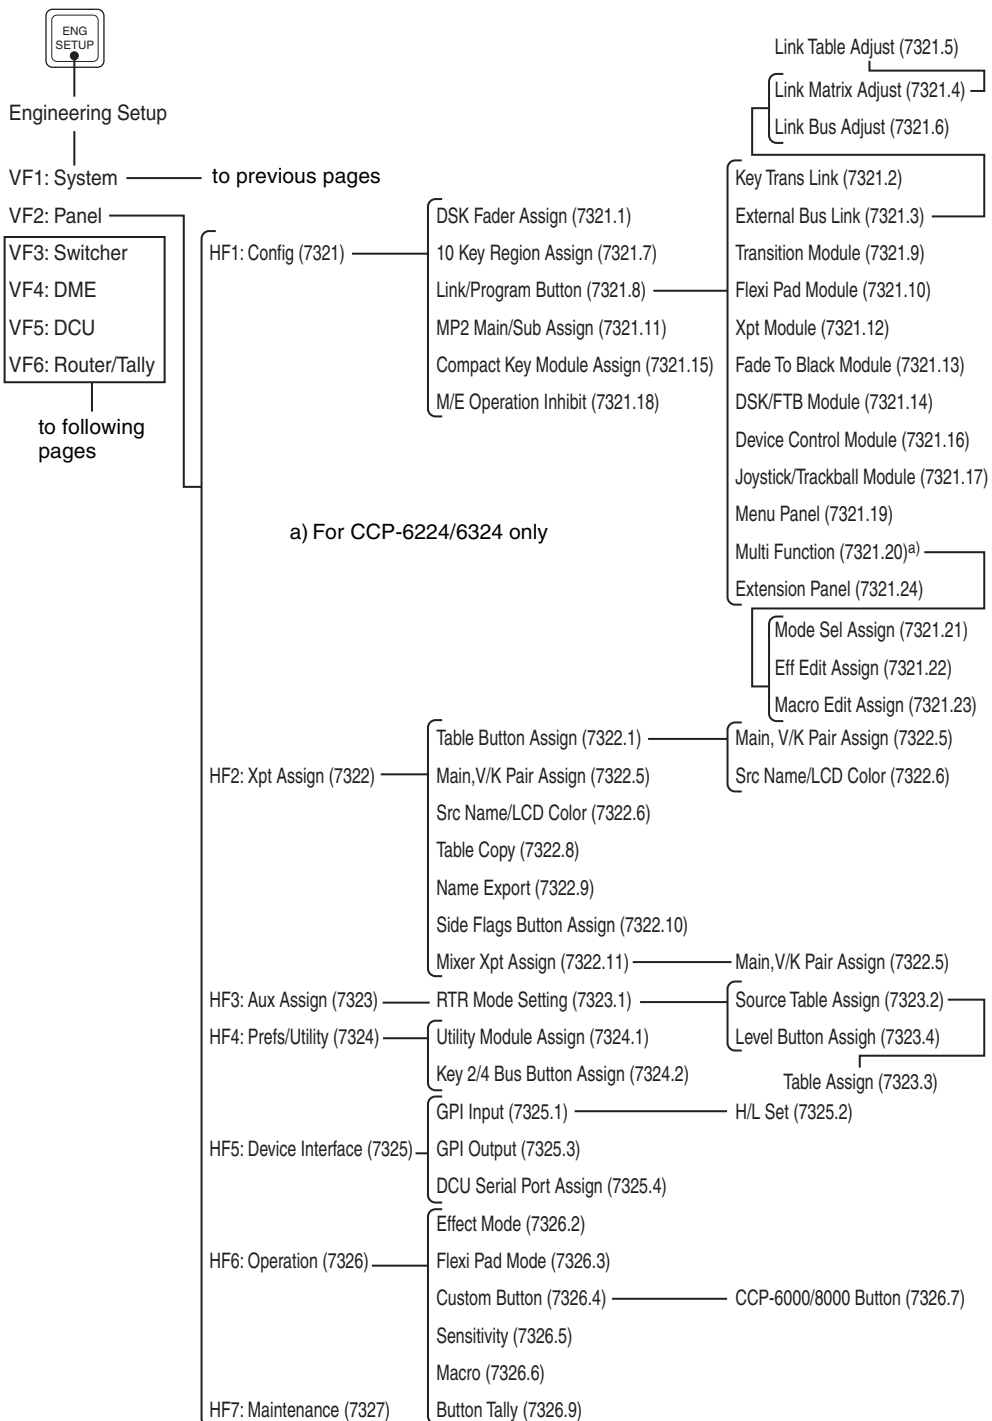 ENG
SETUP
Engineering Setup
VF1: System
to previous pages
VF2: Panel
VF3: Switcher
VF4: DME
VF5: DCU
VF6: Router/Tally
to following
pages
HF1: Config (7321)
DSK Fader Assign (7321.1)
10 Key Region Assign (7321.7)
Link/Program Button (7321.8)
MP2 Main/Sub Assign (7321.11)
Compact Key Module Assign (7321.15)
M/E Operation Inhibit (7321.18)
Link Table Adjust (7321.5)
Link Matrix Adjust (7321.4)
Link Bus Adjust (7321.6)
Key Trans Link (7321.2)
External Bus Link (7321.3)
Transition Module (7321.9)
Flexi Pad Module (7321.10)
Xpt Module (7321.12)
Fade To Black Module (7321.13)
DSK/FTB Module (7321.14)
Device Control Module (7321.16)
Joystick/Trackball Module (7321.17)
Menu Panel (7321.19)
Multi Function (7321.20)a)
Extension Panel (7321.24)
Mode Sel Assign (7321.21)
Eff Edit Assign (7321.22)
Macro Edit Assign (7321.23)
a) For CCP-6224/6324 only
HF2: Xpt Assign (7322)
Table Button Assign (7322.1)
Main,V/K Pair Assign (7322.5)
Src Name/LCD Color (7322.6)
Table Copy (7322.8)
Name Export (7322.9)
Side Flags Button Assign (7322.10)
Mixer Xpt Assign (7322.11)
Main, V/K Pair Assign (7322.5)
Src Name/LCD Color (7322.6)
Main,V/K Pair Assign (7322.5)
HF3: Aux Assign (7323)
RTR Mode Setting (7323.1)
Source Table Assign (7323.2)
Level Button Assigh (7323.4)
Table Assign (7323.3)
HF4: Prefs/Utility (7324)
Utility Module Assign (7324.1)
Key 2/4 Bus Button Assign (7324.2)
HF5: Device Interface (7325)
GPI Input (7325.1)
H/L Set (7325.2)
GPI Output (7325.3)
DCU Serial Port Assign (7325.4)
HF6: Operation (7326)
Effect Mode (7326.2)
Flexi Pad Mode (7326.3)
Custom Button (7326.4)
CCP-6000/8000 Button (7326.7)
Sensitivity (7326.5)
Macro (7326.6)
Button Tally (7326.9)
HF7: Maintenance (7327)